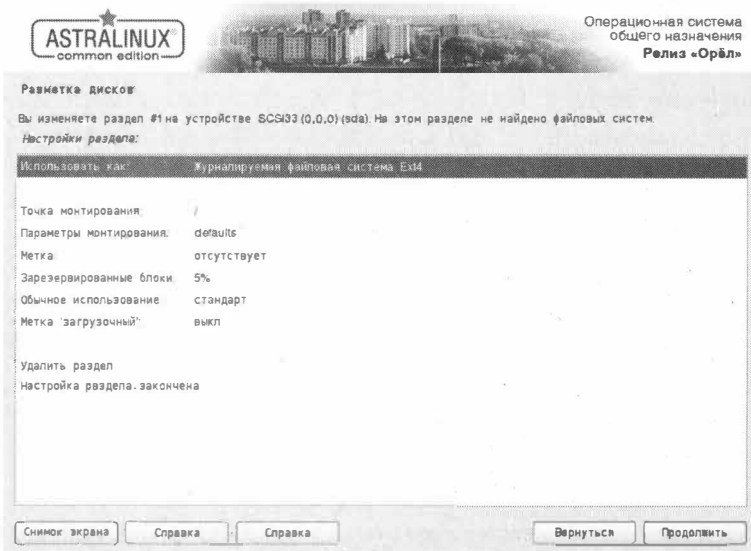 ASTRALINUX®
common edition
Операционная система
общего назначения
Релиз «Орёл»
Разметка дисков
Вы изменяете раздел #1 на устройстве SCSI33 (0,0,0) (sda). На этом разделе не найдено файловых систем.
Настройки раздела:
Использовать как: Журналируемая файловая система Ext4
Точка монтирования: /
Параметры монтирования: defaults
Метка: отсутствует
Зарезервированные блоки: 5%
Обычное использование: стандарт
Метка 'загрузочный': выкл
Удалить раздел
Настройка раздела закончена
Снимок экрана Справка Справка Вернуться Продолжить